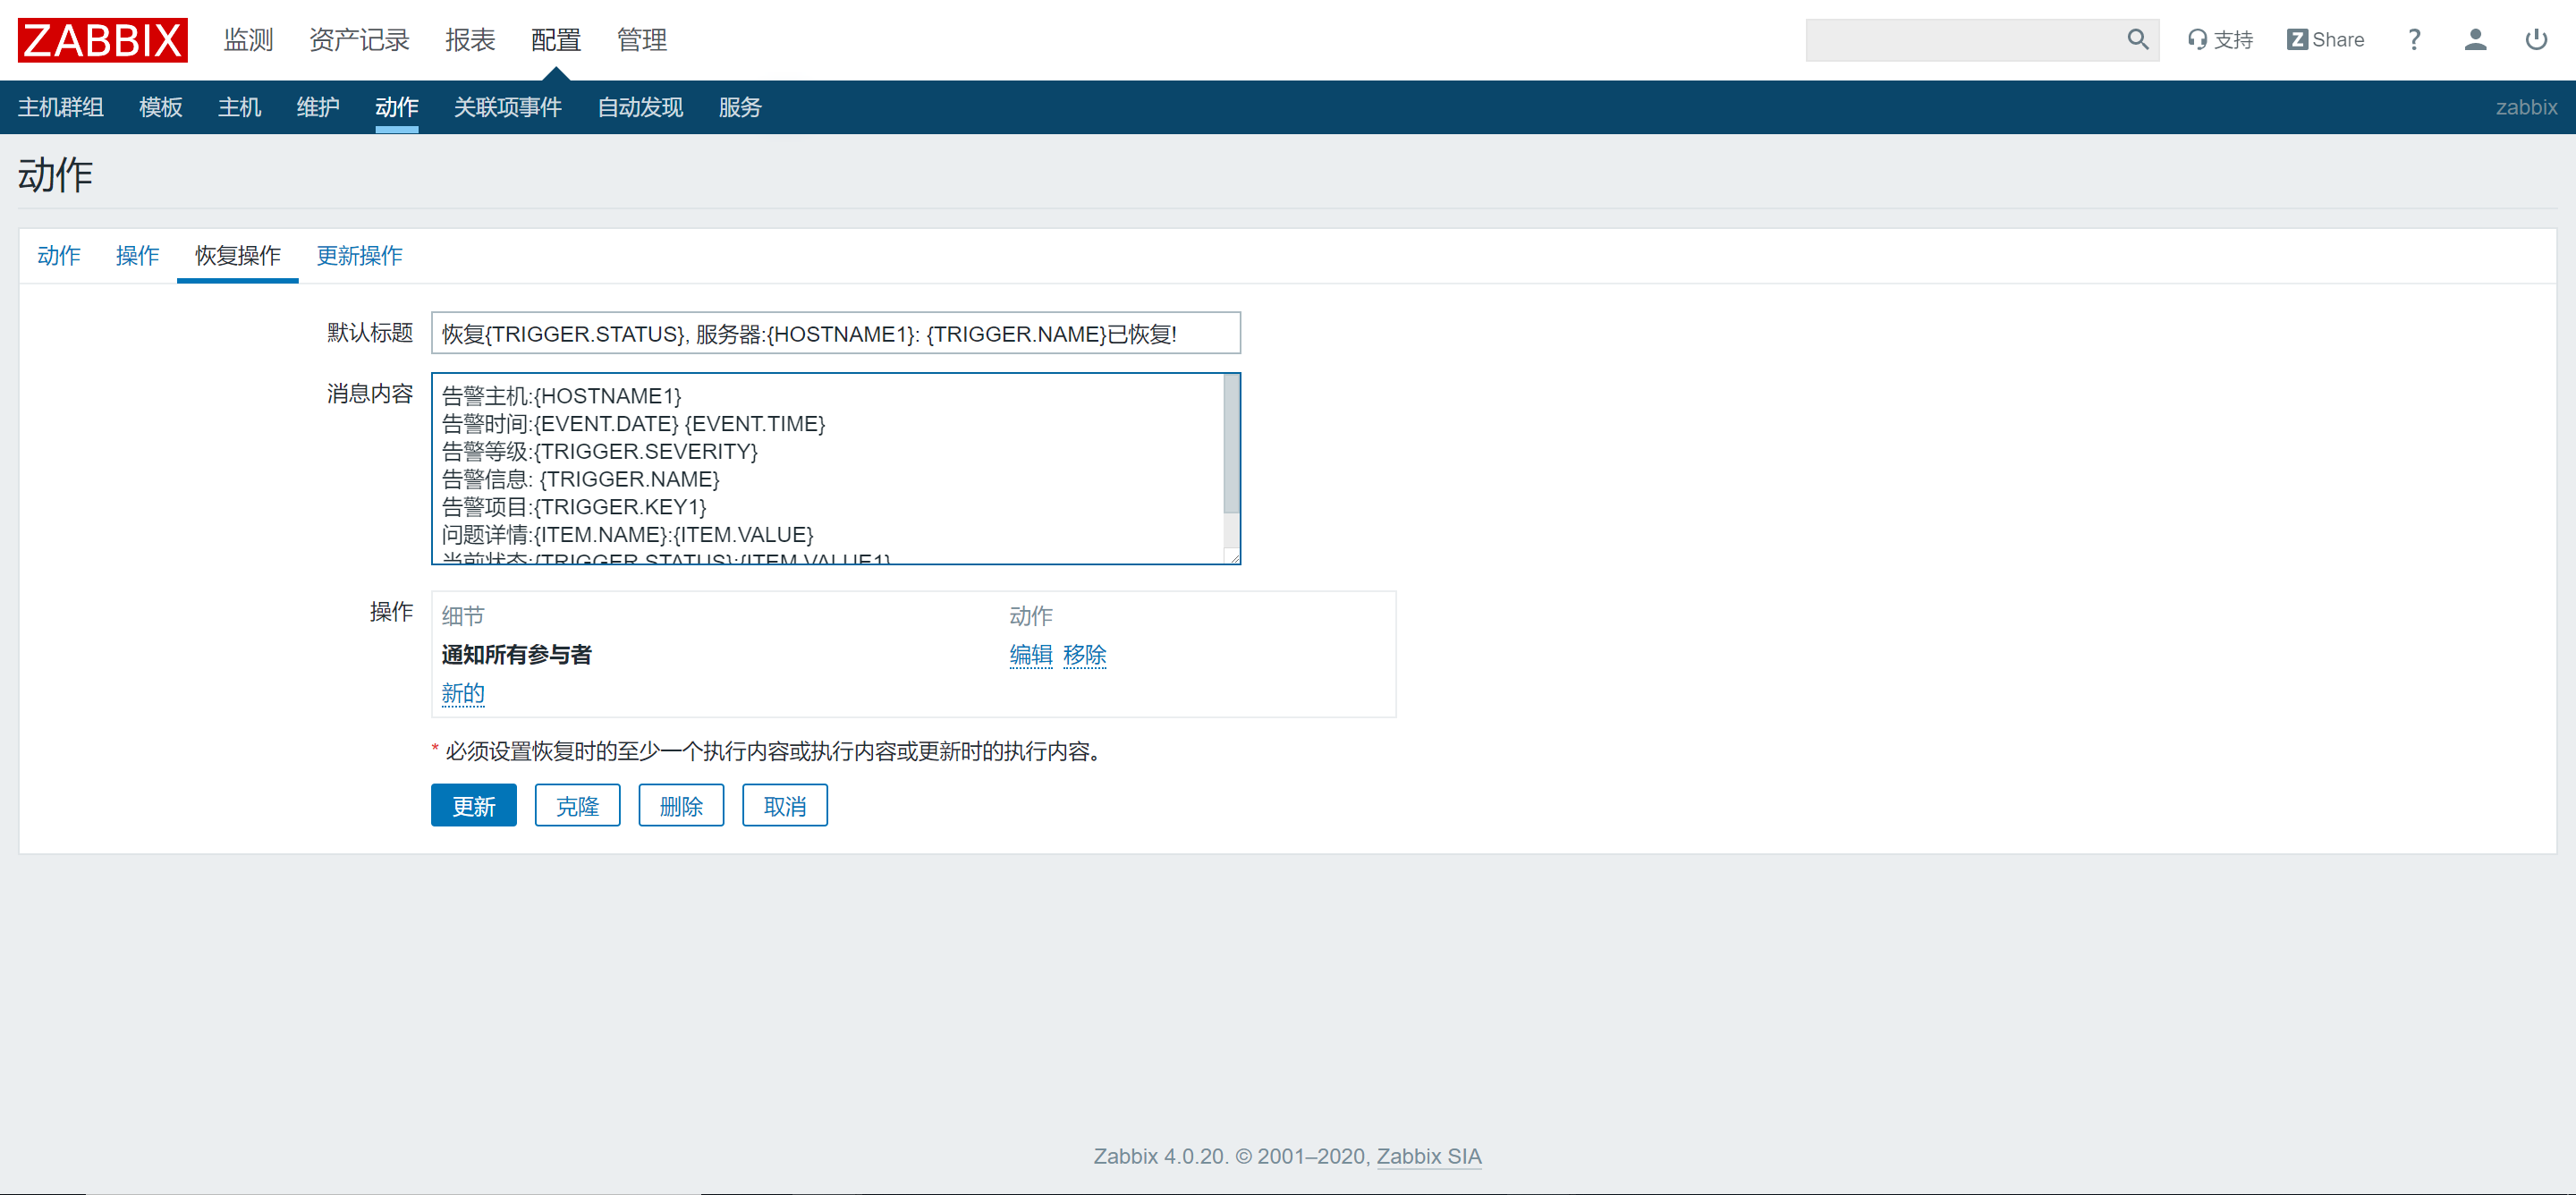 ZABBIX 监测 资产记录 报表 配置 管理 支持 Z Share ?
主机群组 模板 主机 维护 动作 关联项事件 自动发现 服务 zabbix
动作
动作 操作 恢复操作 更新操作
默认标题 恢复{TRIGGER.STATUS}, 服务器:{HOSTNAME1}: {TRIGGER.NAME}已恢复!
消息内容 告警主机:{HOSTNAME1}
告警时间:{EVENT.DATE} {EVENT.TIME}
告警等级:{TRIGGER.SEVERITY}
告警信息: {TRIGGER.NAME}
告警项目:{TRIGGER.KEY1}
问题详情:{ITEM.NAME}:{ITEM.VALUE}
当前状态:{TRIGGER.STATUS}:{ITEM.VALUE1}
操作 细节 动作
通知所有参与者 编辑 移除
新的
* 必须设置恢复时的至少一个执行内容或执行内容或更新时的执行内容。
更新 克隆 删除 取消
Zabbix 4.0.20. © 2001–2020, Zabbix SIA